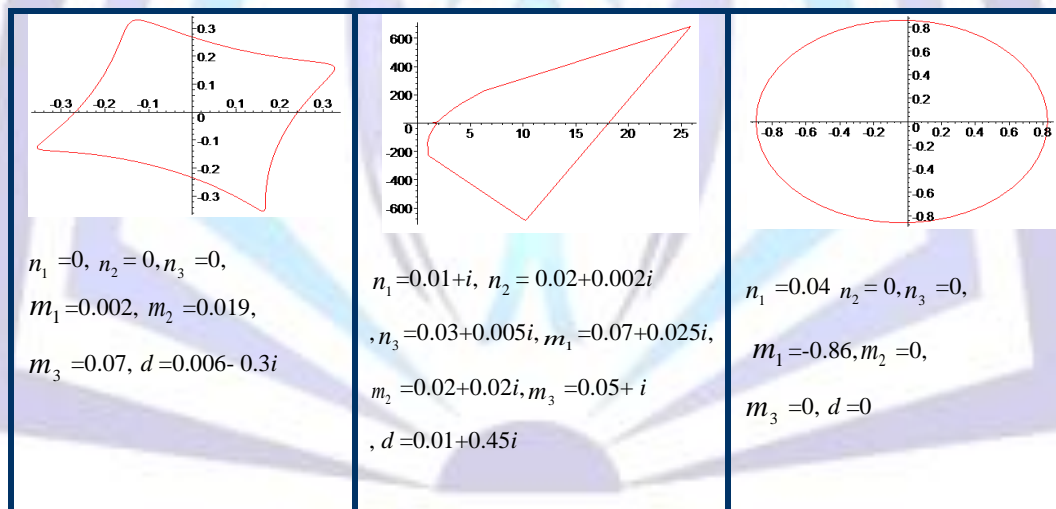 0.3
0.2
0.1
-0.3 -0.2 -0.1 0.1 0.2 0.3
0
-0.1
-0.2
-0.3
n₁ =0, n₂ = 0, n₃ =0,
m₁=0.002, m₂ =0.019,
m₃ =0.07, d =0.006- 0.3i
600
400
200
0 5 10 15 20 25
-200
-400
-600
n₁ =0.01+i, n₂ = 0.02+0.002i
, n₃ =0.03+0.005i, m₁ =0.07+0.025i,
m₂ =0.02+0.02i, m₃ =0.05+ i
, d =0.01+0.45i
0.8
0.6
0.4
0.2
-0.8 -0.6 -0.4 -0.2 0.2 0.4 0.6 0.8
0
-0.2
-0.4
-0.6
-0.8
n₁ =0.04 n₂ = 0, n₃ =0,
m₁=-0.86, m₂ =0,
m₃ =0, d =0